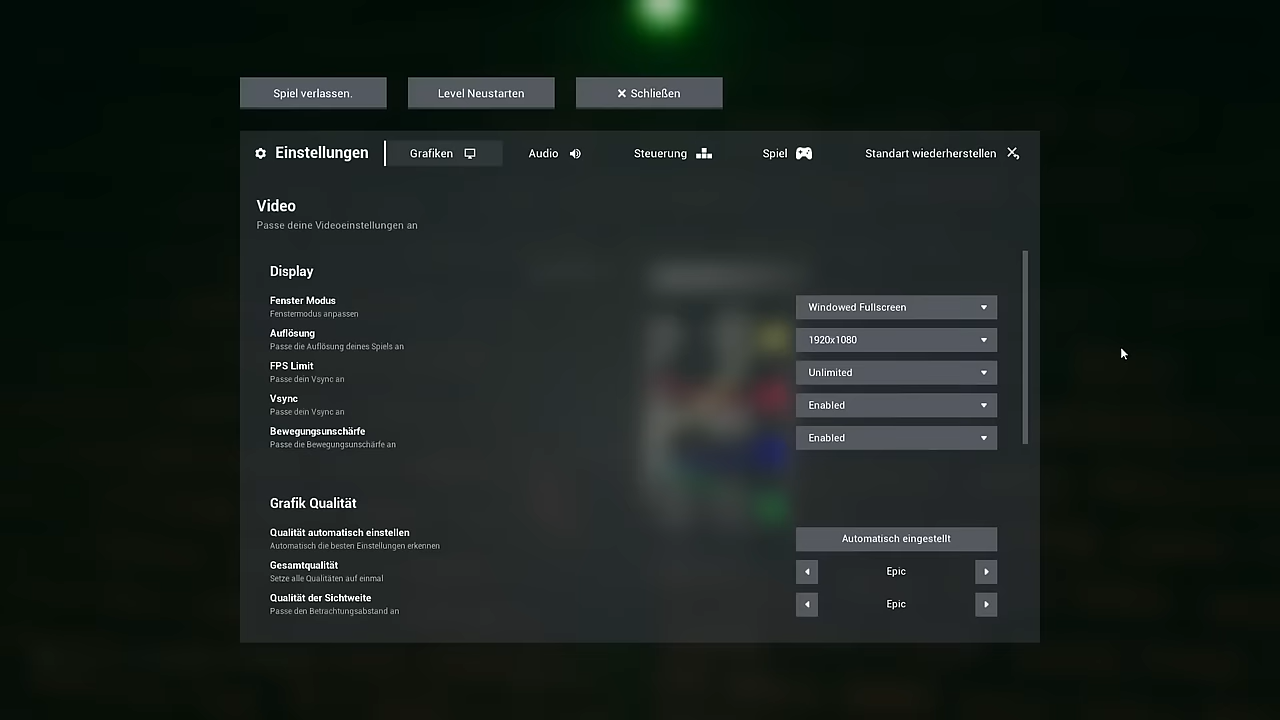 Spiel verlassen.
Level Neustarten
Schließen
Einstellungen
Grafiken
Audio
Steuerung
Spiel
Standart wiederherstellen
Video
Passe deine Videoeinstellungen an
Display
Fenster Modus
Windowed Fullscreen
Fenstermodus anpassen
Auflösung
1920x1080
Passe die Auflösung deines Spiels an
FPS Limit
Unlimited
Passe dein Vsync an
Vsync
Enabled
Passe dein Vsync an
Bewegungsunschärfe
Enabled
Passe die Bewegungsunschärfe an
Grafik Qualität
Qualität automatisch einstellen
Automatisch eingestellt
Automatisch die besten Einstellungen erkennen
Gesamtqualität
Epic
Setze alle Qualitäten auf einmal
Qualität der Sichtweite
Epic
Passe den Betrachtungsabstand an